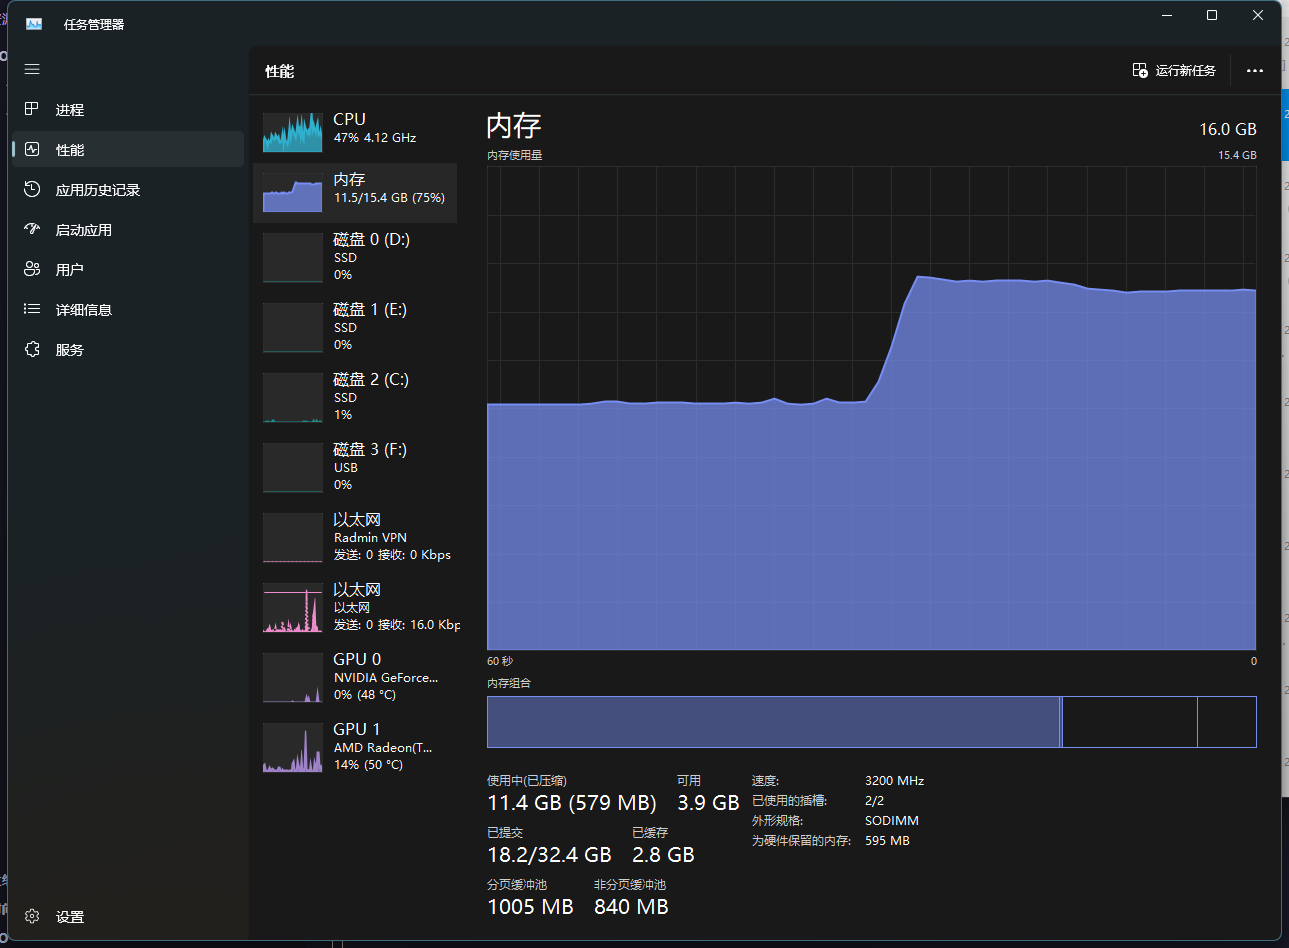 任务管理器
进程
性能
应用历史记录
启动应用
用户
详细信息
服务
设置
性能
运行新任务
CPU
47% 4.12 GHz
内存
11.5/15.4 GB (75%)
磁盘 0 (D:)
SSD
0%
磁盘 1 (E:)
SSD
0%
磁盘 2 (C:)
SSD
1%
磁盘 3 (F:)
USB
0%
以太网
Radmin VPN
发送: 0 接收: 0 Kbps
以太网
以太网
发送: 0 接收: 16.0 Kbp
GPU 0
NVIDIA GeForce...
0% (48 °C)
GPU 1
AMD Radeon(T...
14% (50 °C)
内存
16.0 GB
内存使用量
15.4 GB
60 秒
0
内存组合
使用中(已压缩)
11.4 GB (579 MB)
可用
3.9 GB
已提交
18.2/32.4 GB
已缓存
2.8 GB
分页缓冲池
1005 MB
非分页缓冲池
840 MB
速度: 3200 MHz
已使用的插槽: 2/2
外形规格: SODIMM
为硬件保留的内存: 595 MB